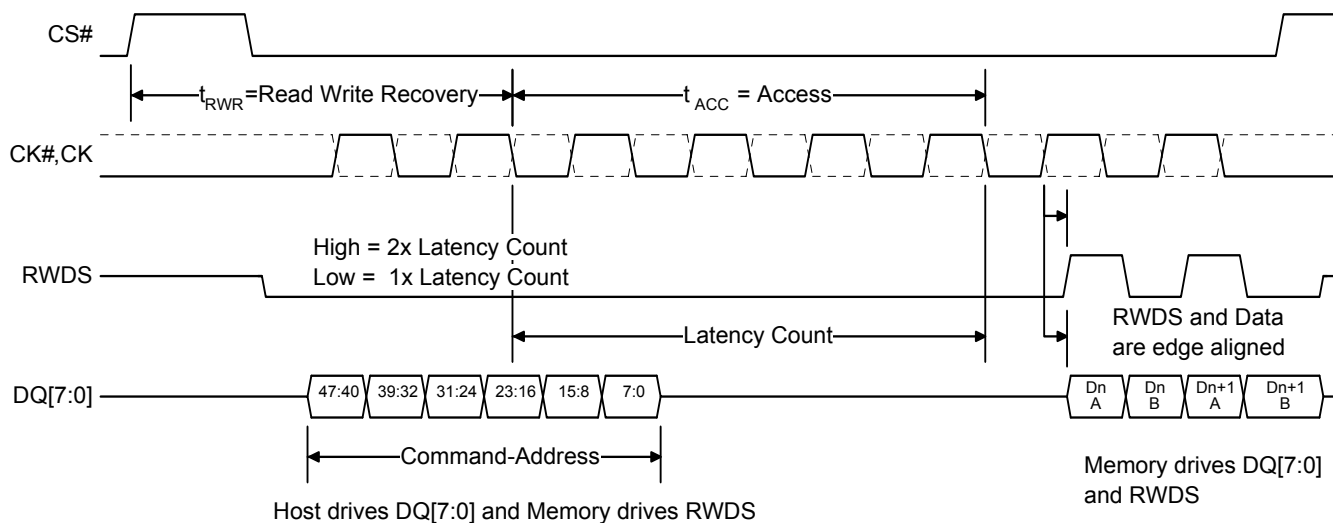 CS#
tRWR=Read Write Recovery
tACC = Access
CK#,CK
High = 2x Latency Count
Low = 1x Latency Count
RWDS
Latency Count
RWDS and Data
are edge aligned
DQ[7:0]
47:40 39:32 31:24 23:16 15:8 7:0
Dn A Dn B Dn+1 A Dn+1 B
Command-Address
Memory drives DQ[7:0]
and RWDS
Host drives DQ[7:0] and Memory drives RWDS